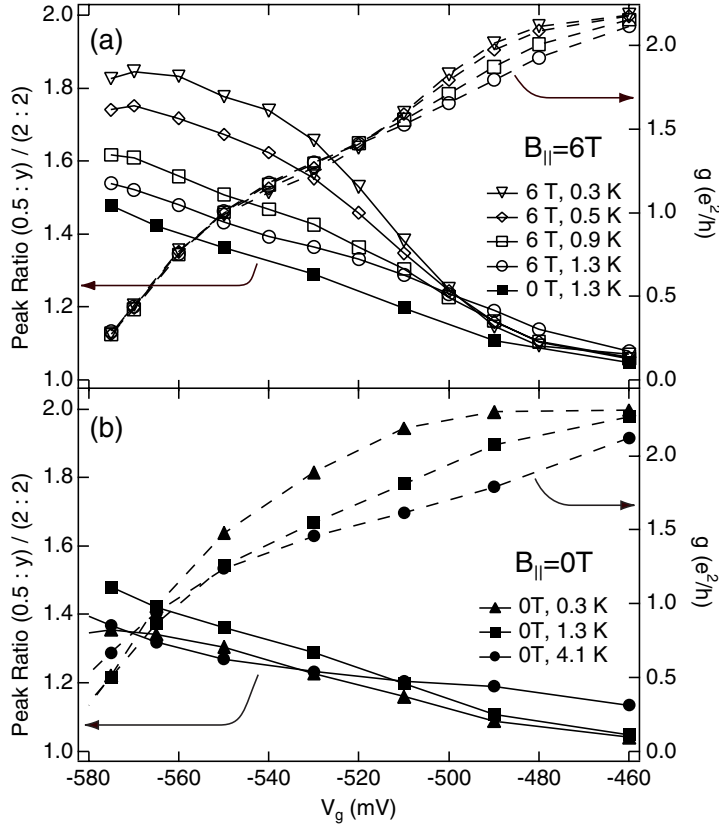 (a)
2.0
1.8
1.6
1.4
1.2
1.0
Peak Ratio (0.5 : y) / (2 : 2)
2.0
1.5
1.0
0.5
0.0
g (e²/h)
B||=6T
6 T, 0.3 K
6 T, 0.5 K
6 T, 0.9 K
6 T, 1.3 K
0 T, 1.3 K
(b)
2.0
1.8
1.6
1.4
1.2
1.0
Peak Ratio (0.5 : y) / (2 : 2)
2.0
1.5
1.0
0.5
0.0
g (e²/h)
B||=0T
0T, 0.3 K
0T, 1.3 K
0T, 4.1 K
-580
-560
-540
-520
-500
-480
-460
Vg (mV)